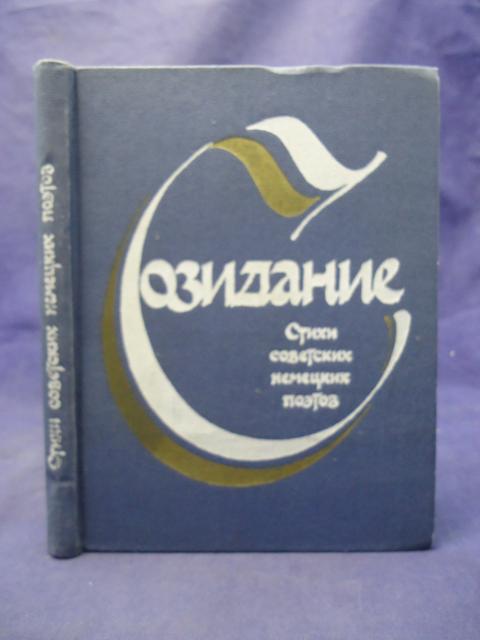 Созидание
Стихи
советских
немецких
поэтов
Стихи советских немецких поэтов